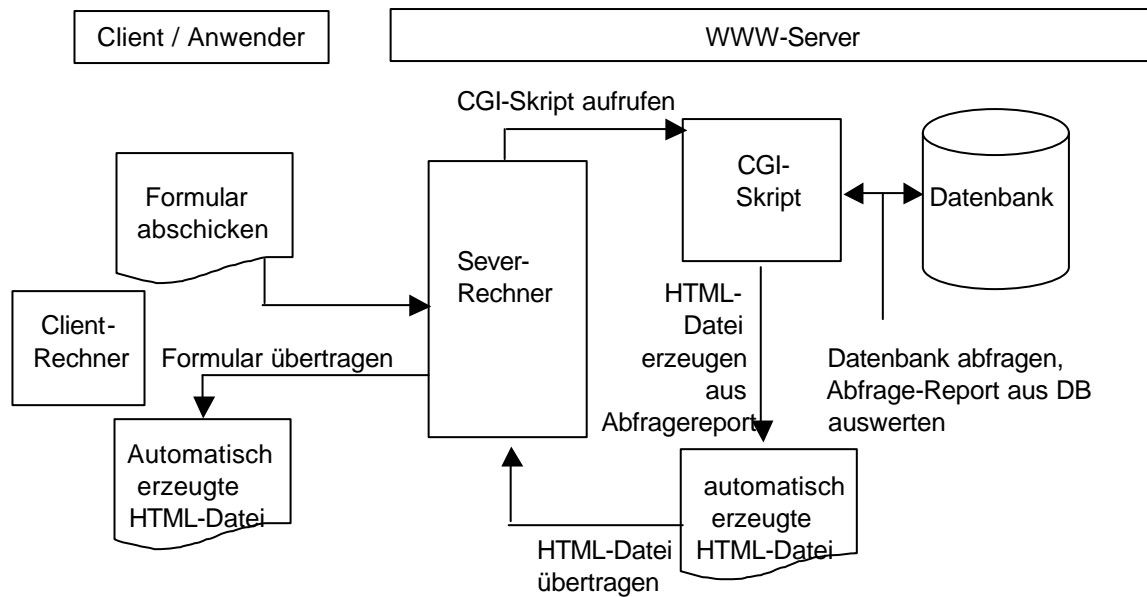 Client / Anwender
WWW-Server
CGI-Skript aufrufen
Formular
abschicken
CGI-
Skript
Datenbank
Sever-
Rechner
Client-
Rechner
Formular übertragen
HTML-
Datei
erzeugen
aus
Abfragereport
Datenbank abfragen,
Abfrage-Report aus DB
auswerten
Automatisch
erzeugte
HTML-Datei
automatisch
erzeugte
HTML-Datei
HTML-Datei
übertragen